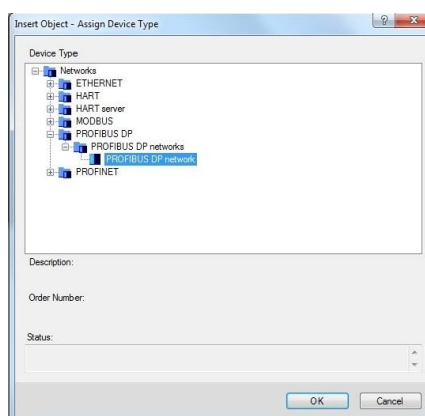 Insert Object - Assign Device Type
Device Type
Networks
ETHERNET
HART
HART server
MODBUS
PROFIBUS DP
PROFIBUS DP networks
PROFIBUS DP network
PROFINET
Description:
Order Number:
Status:
OK Cancel